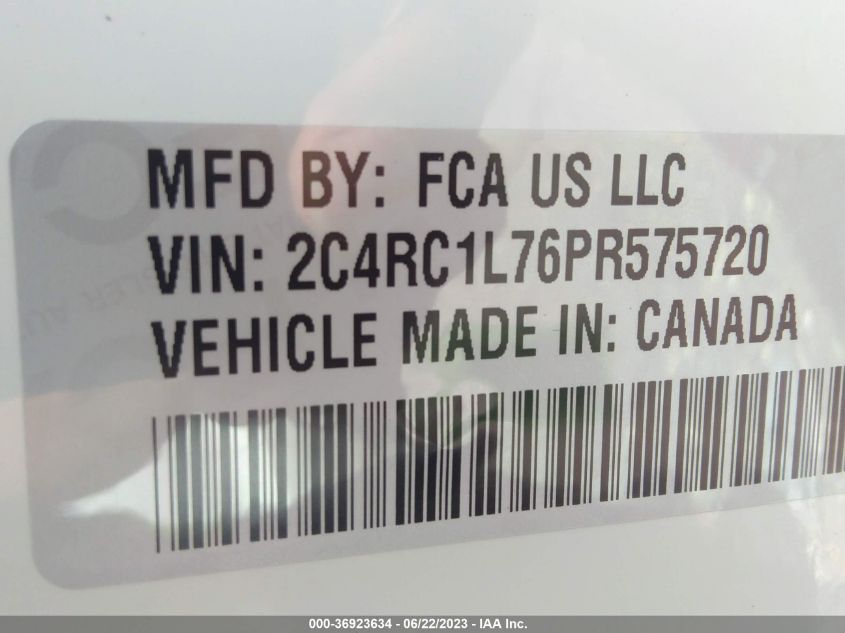 MFD BY: FCA US LLC
VIN: 2C4RC1L76PR575720
VEHICLE MADE IN: CANADA
000-36923634 - 06/22/2023 - IAA Inc.